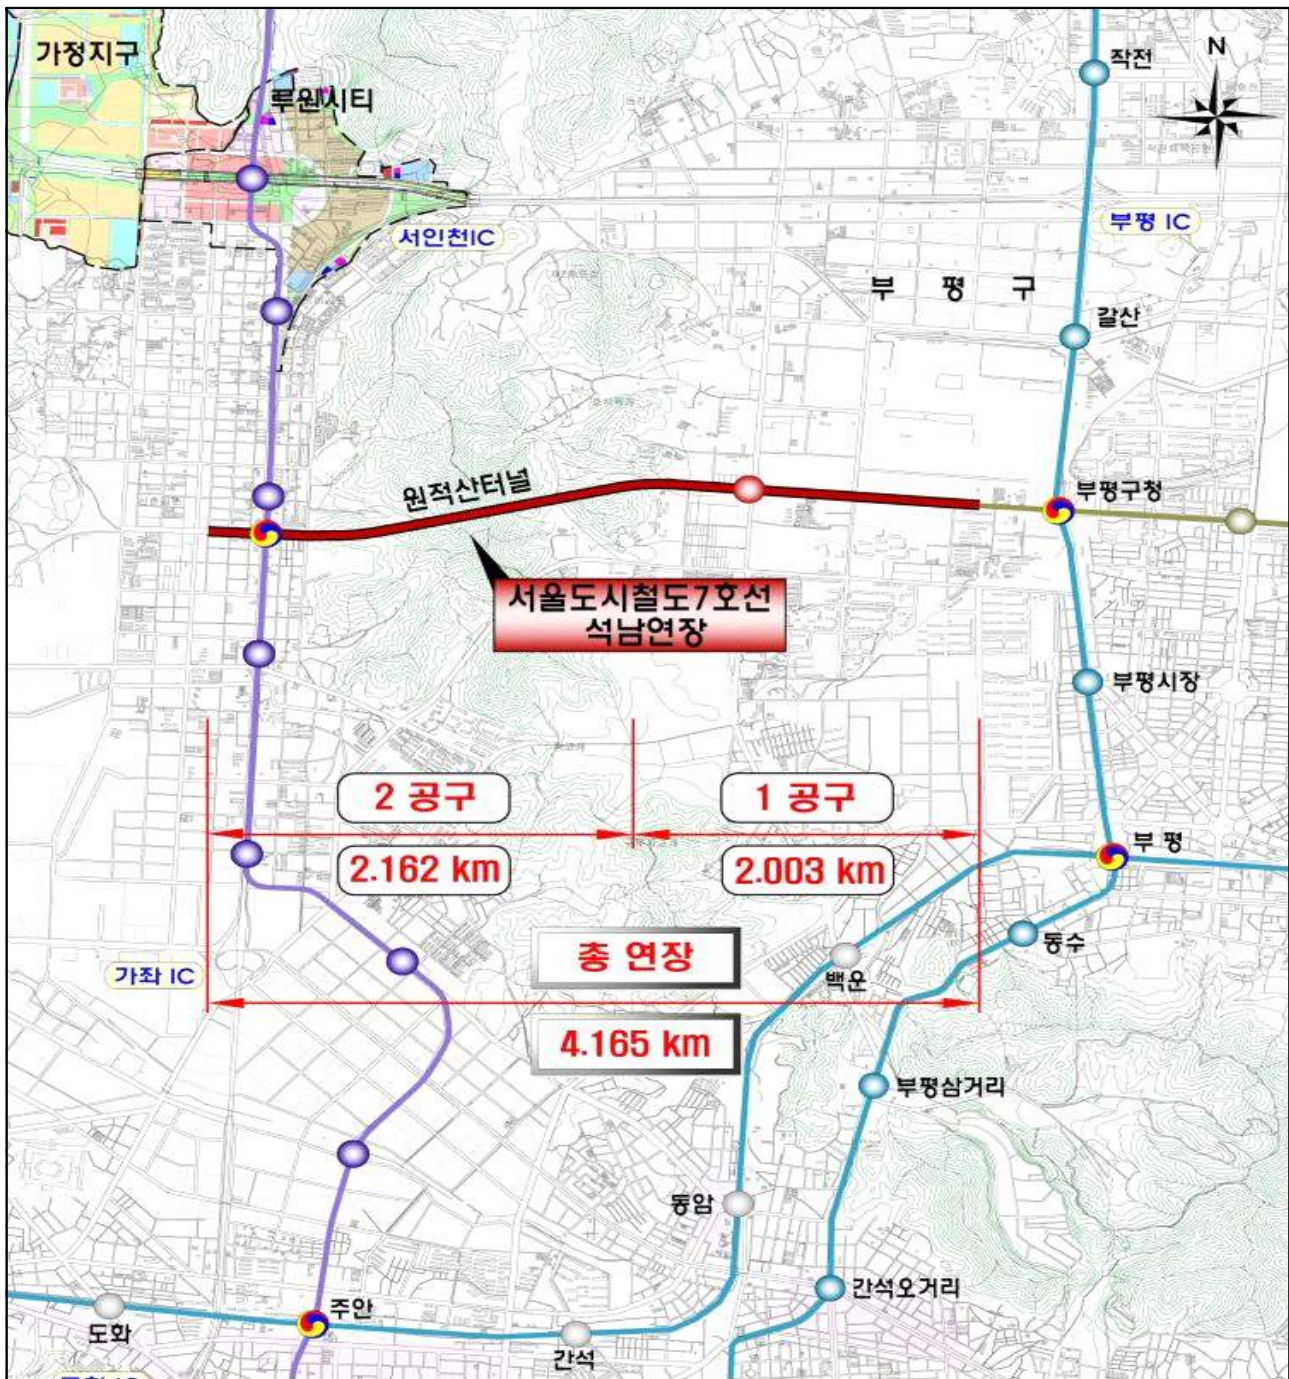 가정지구
루원시티
작전
N
서인천IC
부평 IC
부 평 구
갈산
원적산터널
부평구청
서울도시철도7호선
석남연장
부평시장
2 공구
1 공구
2.162 km
2.003 km
부 평
동수
총 연장
백운
가좌 IC
4.165 km
부평삼거리
동암
간석오거리
주안
도화
간석